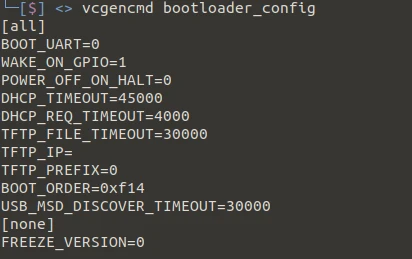 └─[$] <> vcgencmd bootloader_config
[all]
BOOT_UART=0
WAKE_ON_GPIO=1
POWER_OFF_ON_HALT=0
DHCP_TIMEOUT=45000
DHCP_REQ_TIMEOUT=4000
TFTP_FILE_TIMEOUT=30000
TFTP_IP=
TFTP_PREFIX=0
BOOT_ORDER=0xf14
USB_MSD_DISCOVER_TIMEOUT=30000
[none]
FREEZE_VERSION=0